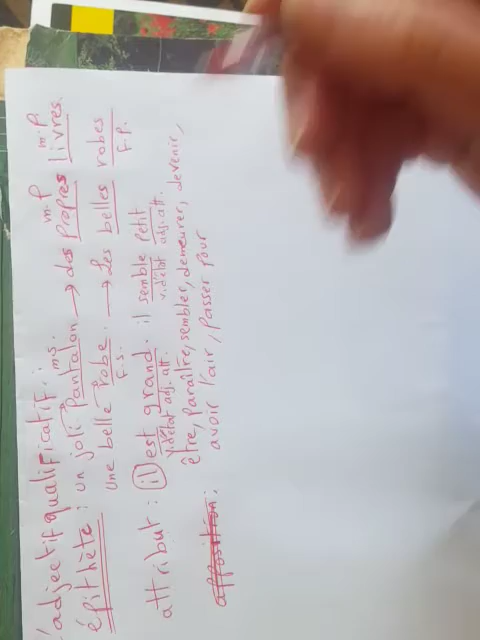 l'adjectif qualificatif :
épithète : un joli Pantalon → des propres livres.
m.s. m.P m.P
Une belle robe. → Les belles robes
F.S. F.P.
attribut : il est grand. il semble petit
v.d'état adj. att. v.d'état adj. att.
être, paraître, sembler, demeurer, devenir,
avoir l'air, passer pour
apposition :